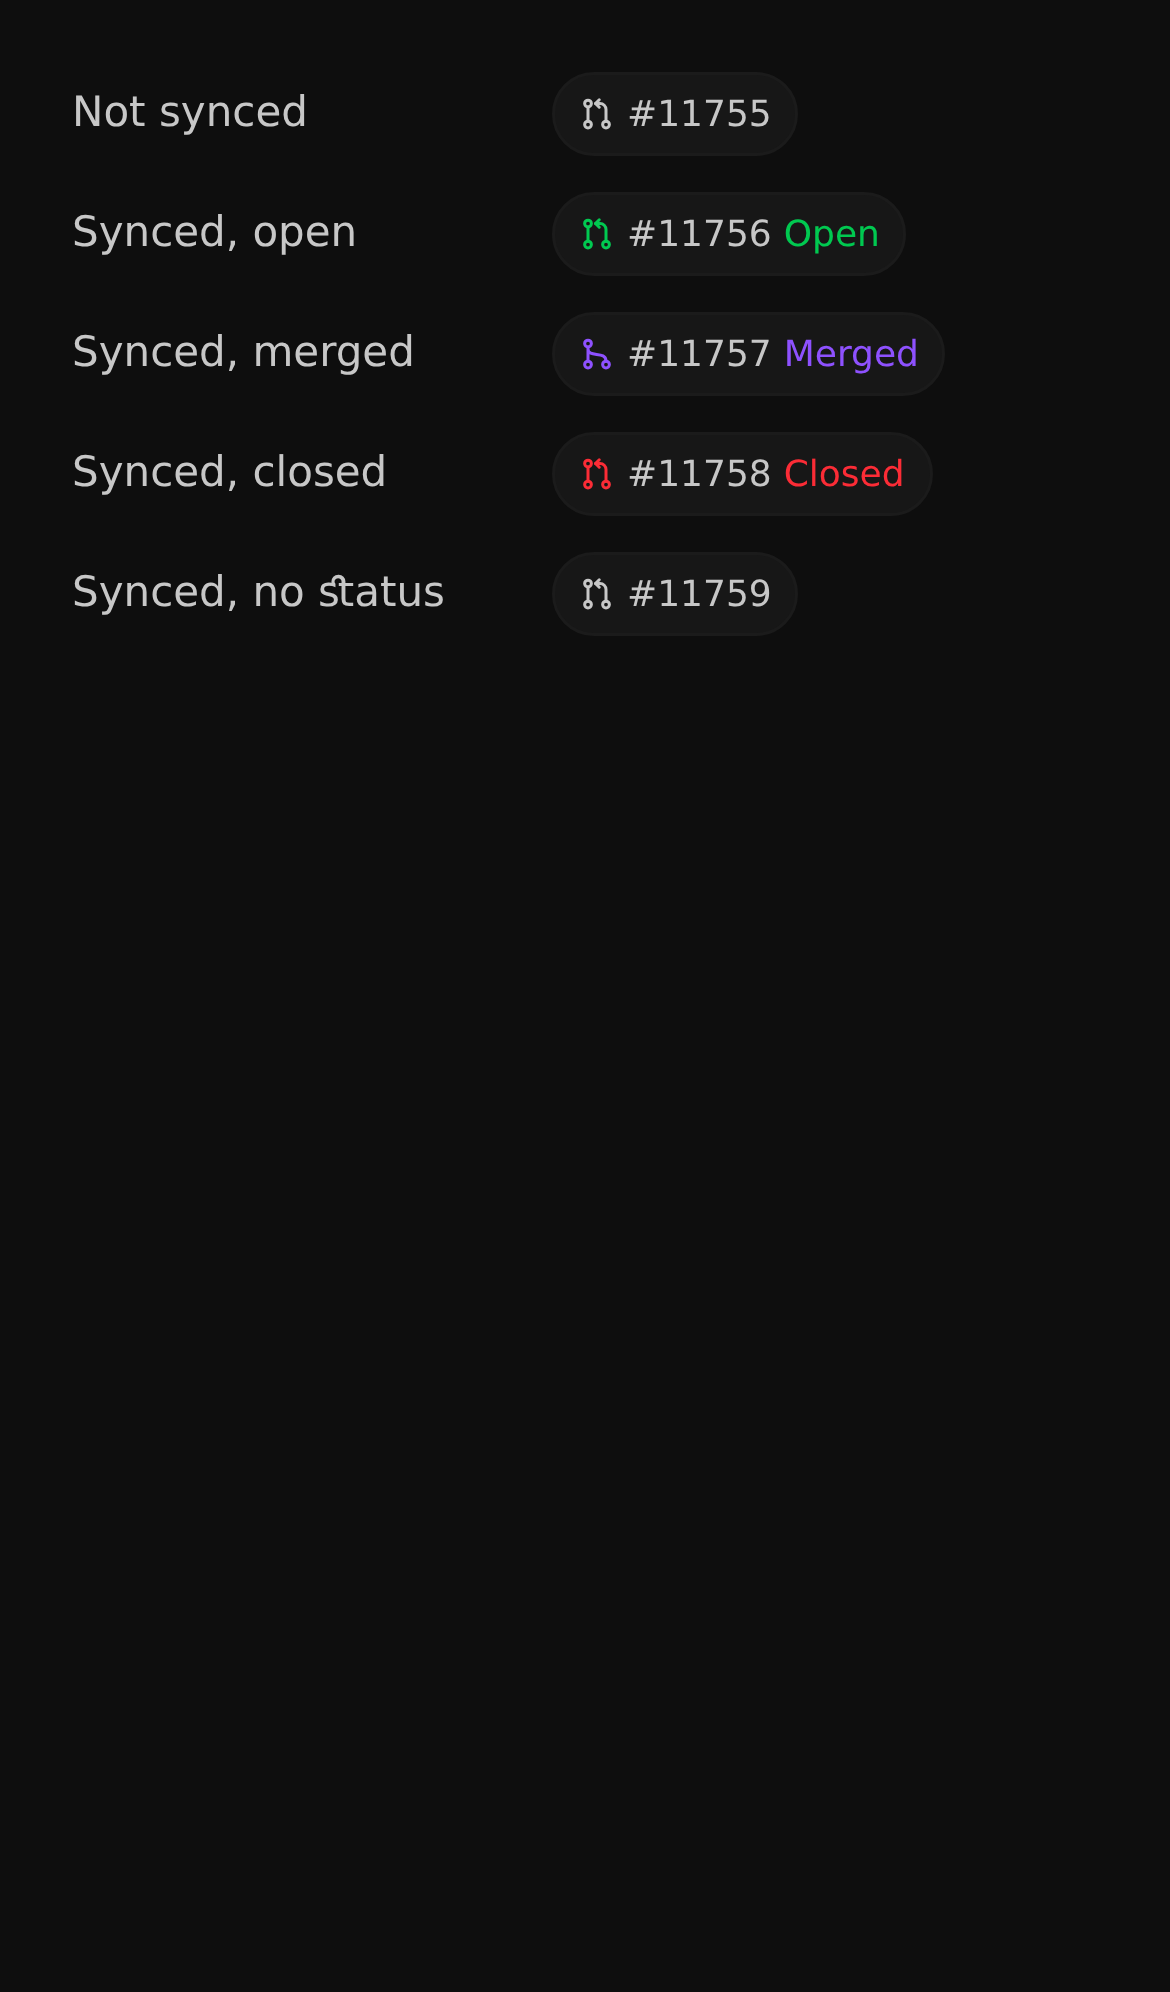 Not synced #11755
Synced, open #11756 Open
Synced, merged #11757 Merged
Synced, closed #11758 Closed
Synced, no status #11759